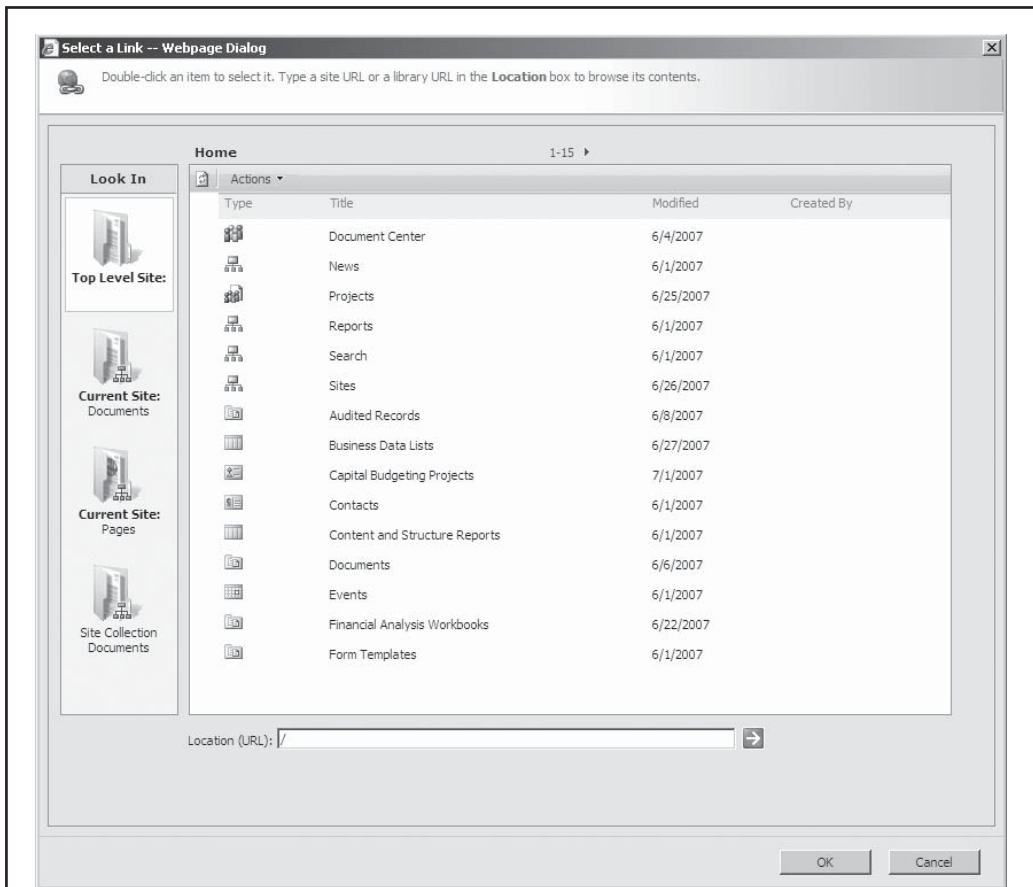 Select a Link -- Webpage Dialog
Double-click an item to select it. Type a site URL or a library URL in the Location box to browse its contents.
Home 1-15
Look In
Actions
Type Title Modified Created By
Document Center 6/4/2007
News 6/1/2007
Projects 6/25/2007
Reports 6/1/2007
Search 6/1/2007
Sites 6/26/2007
Audited Records 6/8/2007
Business Data Lists 6/27/2007
Capital Budgeting Projects 7/1/2007
Contacts 6/1/2007
Content and Structure Reports 6/1/2007
Documents 6/6/2007
Events 6/1/2007
Financial Analysis Workbooks 6/22/2007
Form Templates 6/1/2007
Top Level Site:
Current Site:
Documents
Current Site:
Pages
Site Collection
Documents
Location (URL): /
OK Cancel